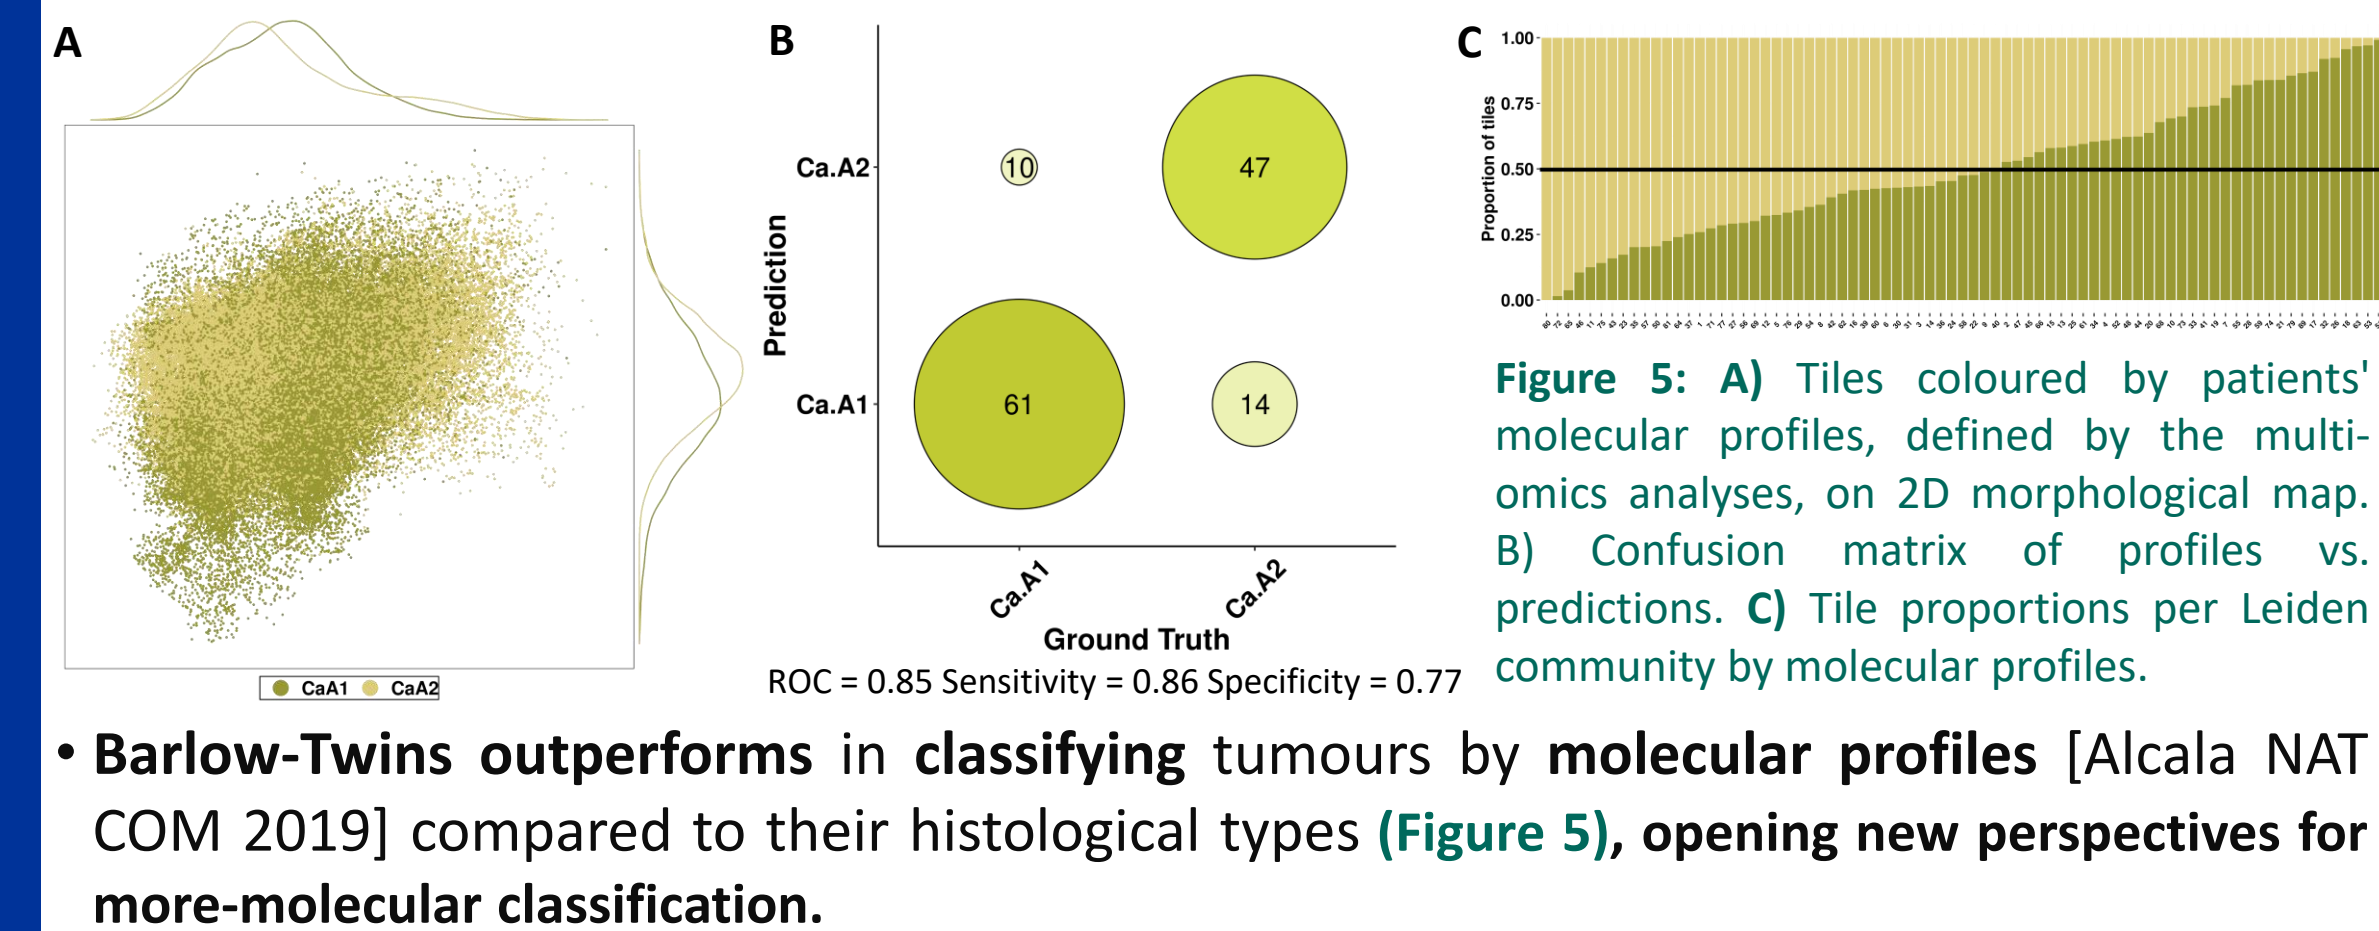 A
CaA1 CaA2
B
Prediction
Ca.A2
10
47
Ca.A1
61
14
Ca.A1
Ca.A2
Ground Truth
ROC = 0.85 Sensitivity = 0.86 Specificity = 0.77
C
Proportion of tiles
1.00
0.75
0.50
0.25
0.00
Figure 5: A) Tiles coloured by patients'
molecular profiles, defined by the multi-
omics analyses, on 2D morphological map.
B) Confusion matrix of profiles vs.
predictions. C) Tile proportions per Leiden
community by molecular profiles.
• Barlow-Twins outperforms in classifying tumours by molecular profiles [Alcala NAT
COM 2019] compared to their histological types (Figure 5), opening new perspectives for
more-molecular classification.